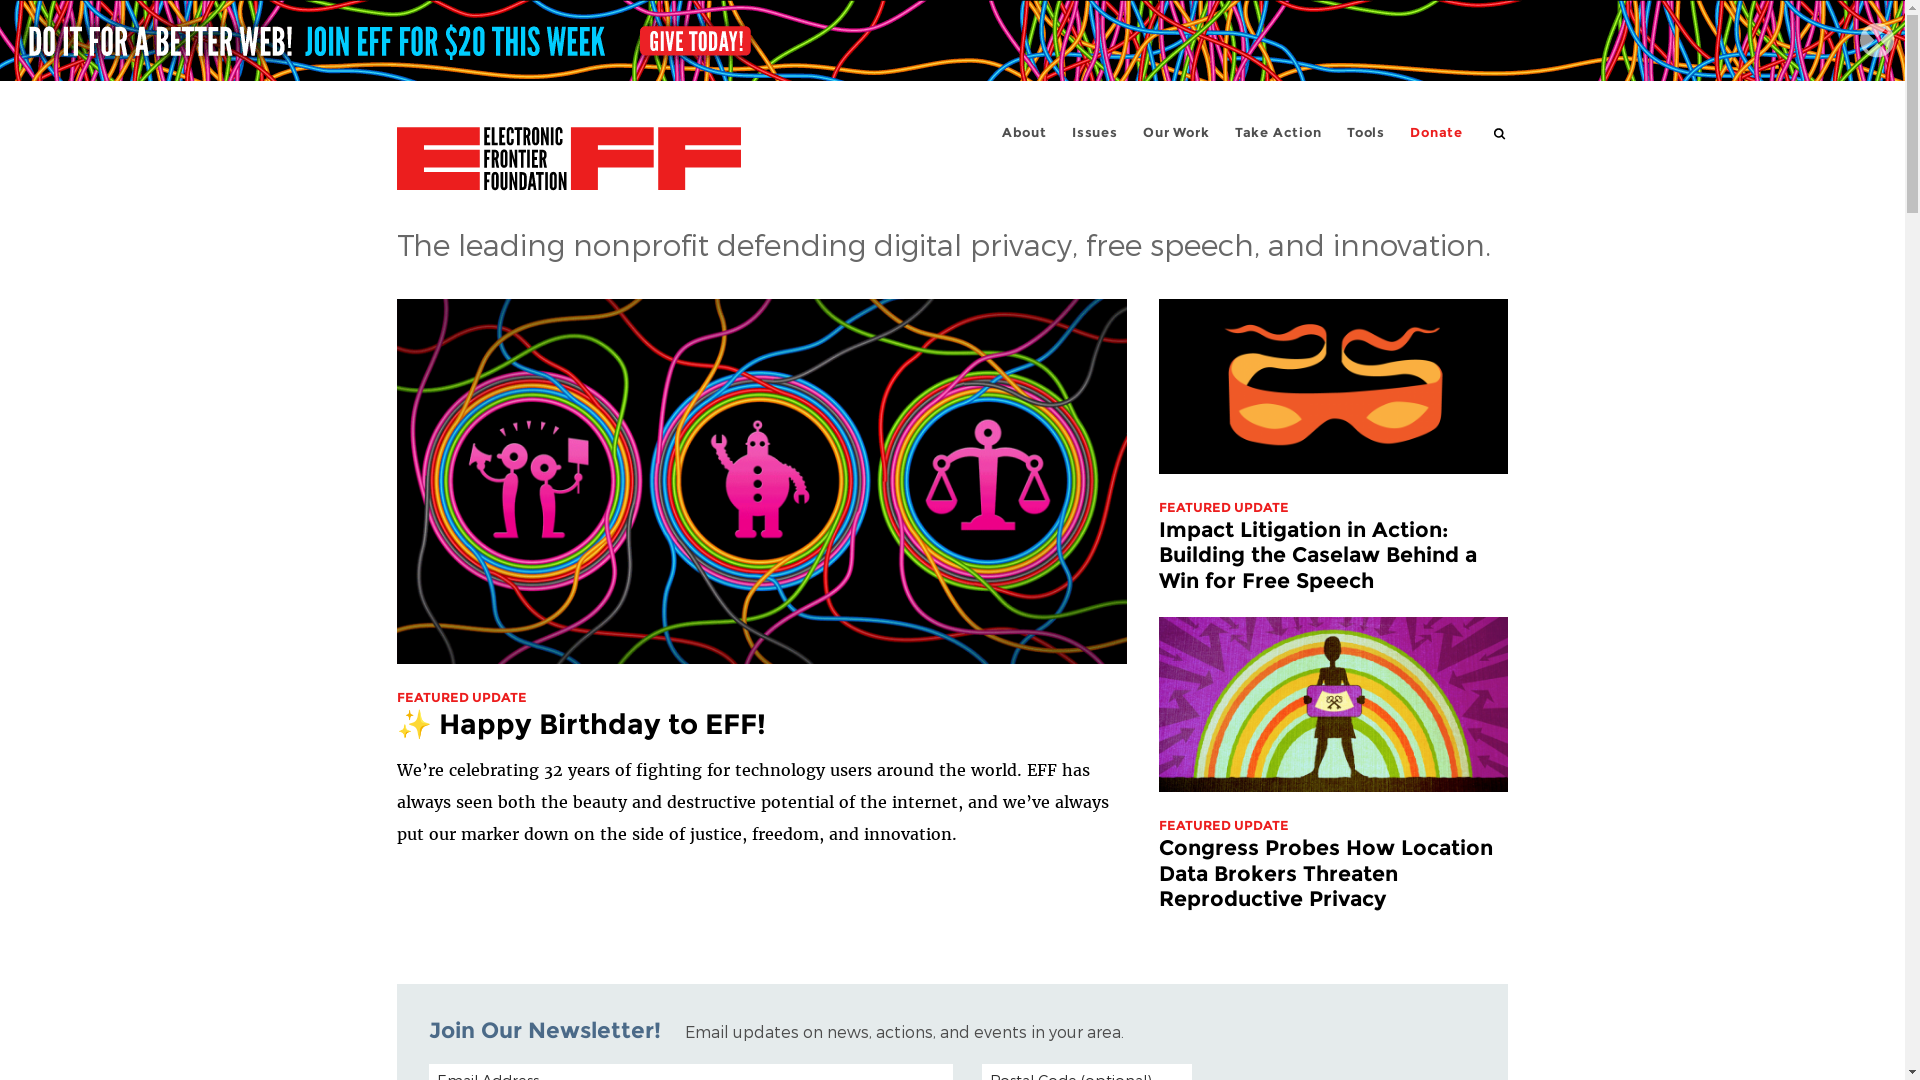 DO IT FOR A BETTER WEB! JOIN EFF FOR $20 THIS WEEK GIVE TODAY!
ELECTRONIC
FRONTIER
FOUNDATION
EFF
About Issues Our Work Take Action Tools Donate
The leading nonprofit defending digital privacy, free speech, and innovation.
FEATURED UPDATE
✨ Happy Birthday to EFF!
We’re celebrating 32 years of fighting for technology users around the world. EFF has
always seen both the beauty and destructive potential of the internet, and we’ve always
put our marker down on the side of justice, freedom, and innovation.
FEATURED UPDATE
Impact Litigation in Action:
Building the Caselaw Behind a
Win for Free Speech
FEATURED UPDATE
Congress Probes How Location
Data Brokers Threaten
Reproductive Privacy
Join Our Newsletter! Email updates on news, actions, and events in your area.
Email Address
Postal Code (optional)